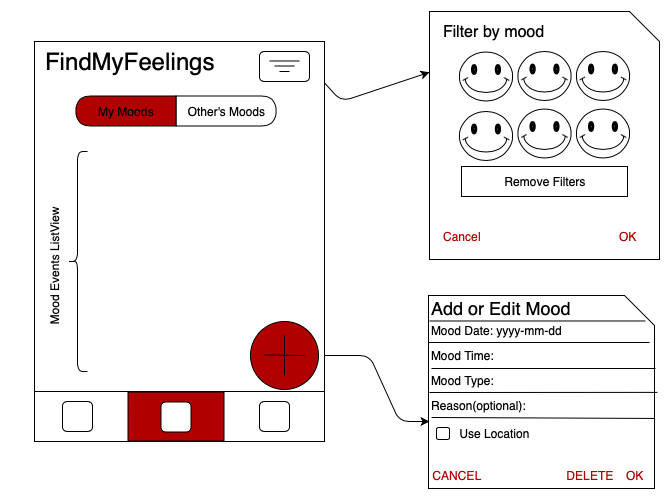 FindMyFeelings
My Moods
Other's Moods
Mood Events ListView
Filter by mood
Remove Filters
Cancel
OK
Add or Edit Mood
Mood Date: yyyy-mm-dd
Mood Time:
Mood Type:
Reason(optional):
Use Location
CANCEL
DELETE
OK